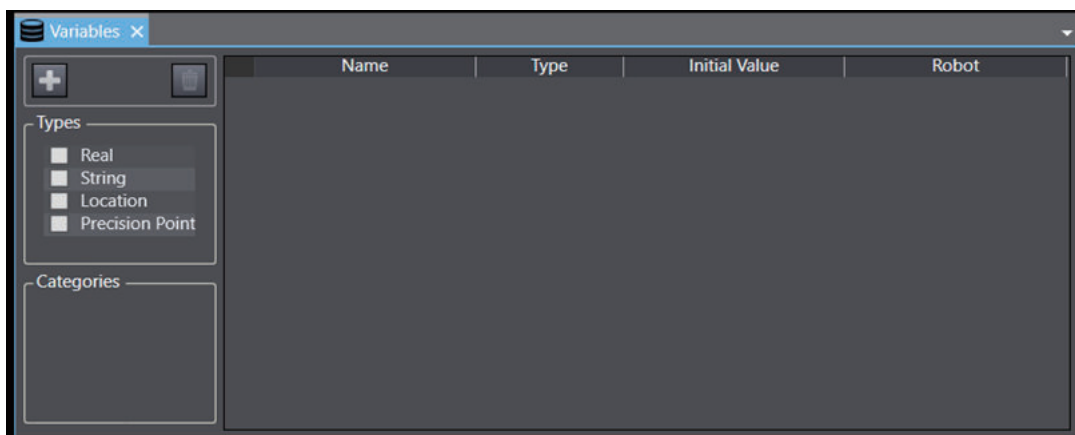 Variables
Name Type Initial Value Robot
Types
Real
String
Location
Precision Point
Categories